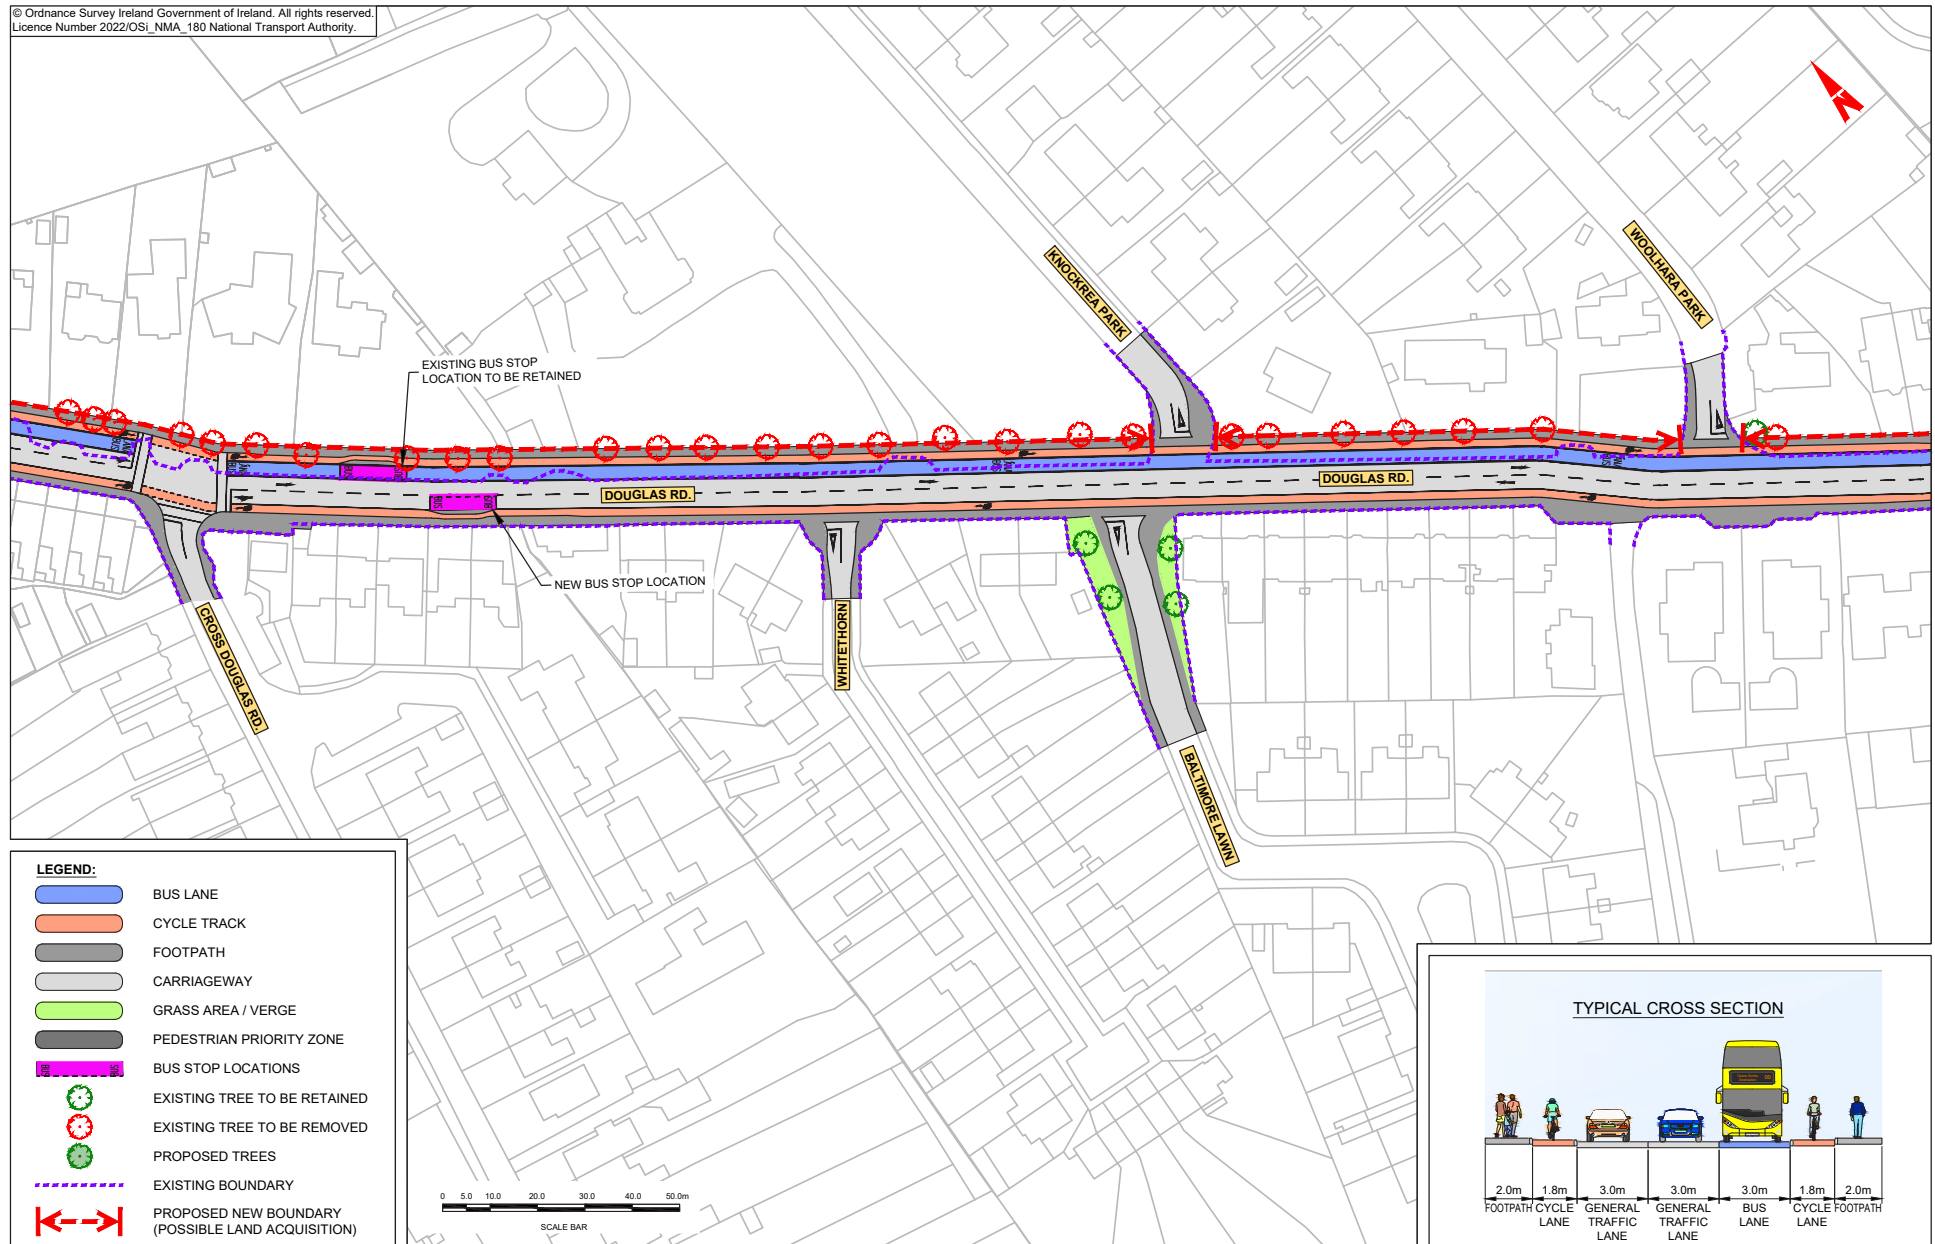 © Ordnance Survey Ireland Government of Ireland. All rights reserved.
Licence Number 2022/OSi_NMA_180 National Transport Authority.
KNOCKREA PARK
WOOLHARA PARK
EXISTING BUS STOP
LOCATION TO BE RETAINED
DOUGLAS RD.
DOUGLAS RD.
NEW BUS STOP LOCATION
CROSS DOUGLAS RD.
WHITETHORN
BALTIMORE LAWN
LEGEND:
BUS LANE
CYCLE TRACK
FOOTPATH
CARRIAGEWAY
GRASS AREA / VERGE
PEDESTRIAN PRIORITY ZONE
BUS STOP LOCATIONS
EXISTING TREE TO BE RETAINED
EXISTING TREE TO BE REMOVED
PROPOSED TREES
EXISTING BOUNDARY
PROPOSED NEW BOUNDARY
(POSSIBLE LAND ACQUISITION)
0 5.0 10.0 20.0 30.0 40.0 50.0m
SCALE BAR
TYPICAL CROSS SECTION
2.0m 1.8m 3.0m 3.0m 3.0m 1.8m 2.0m
FOOTPATH CYCLE LANE GENERAL TRAFFIC LANE GENERAL TRAFFIC LANE BUS LANE CYCLE LANE FOOTPATH